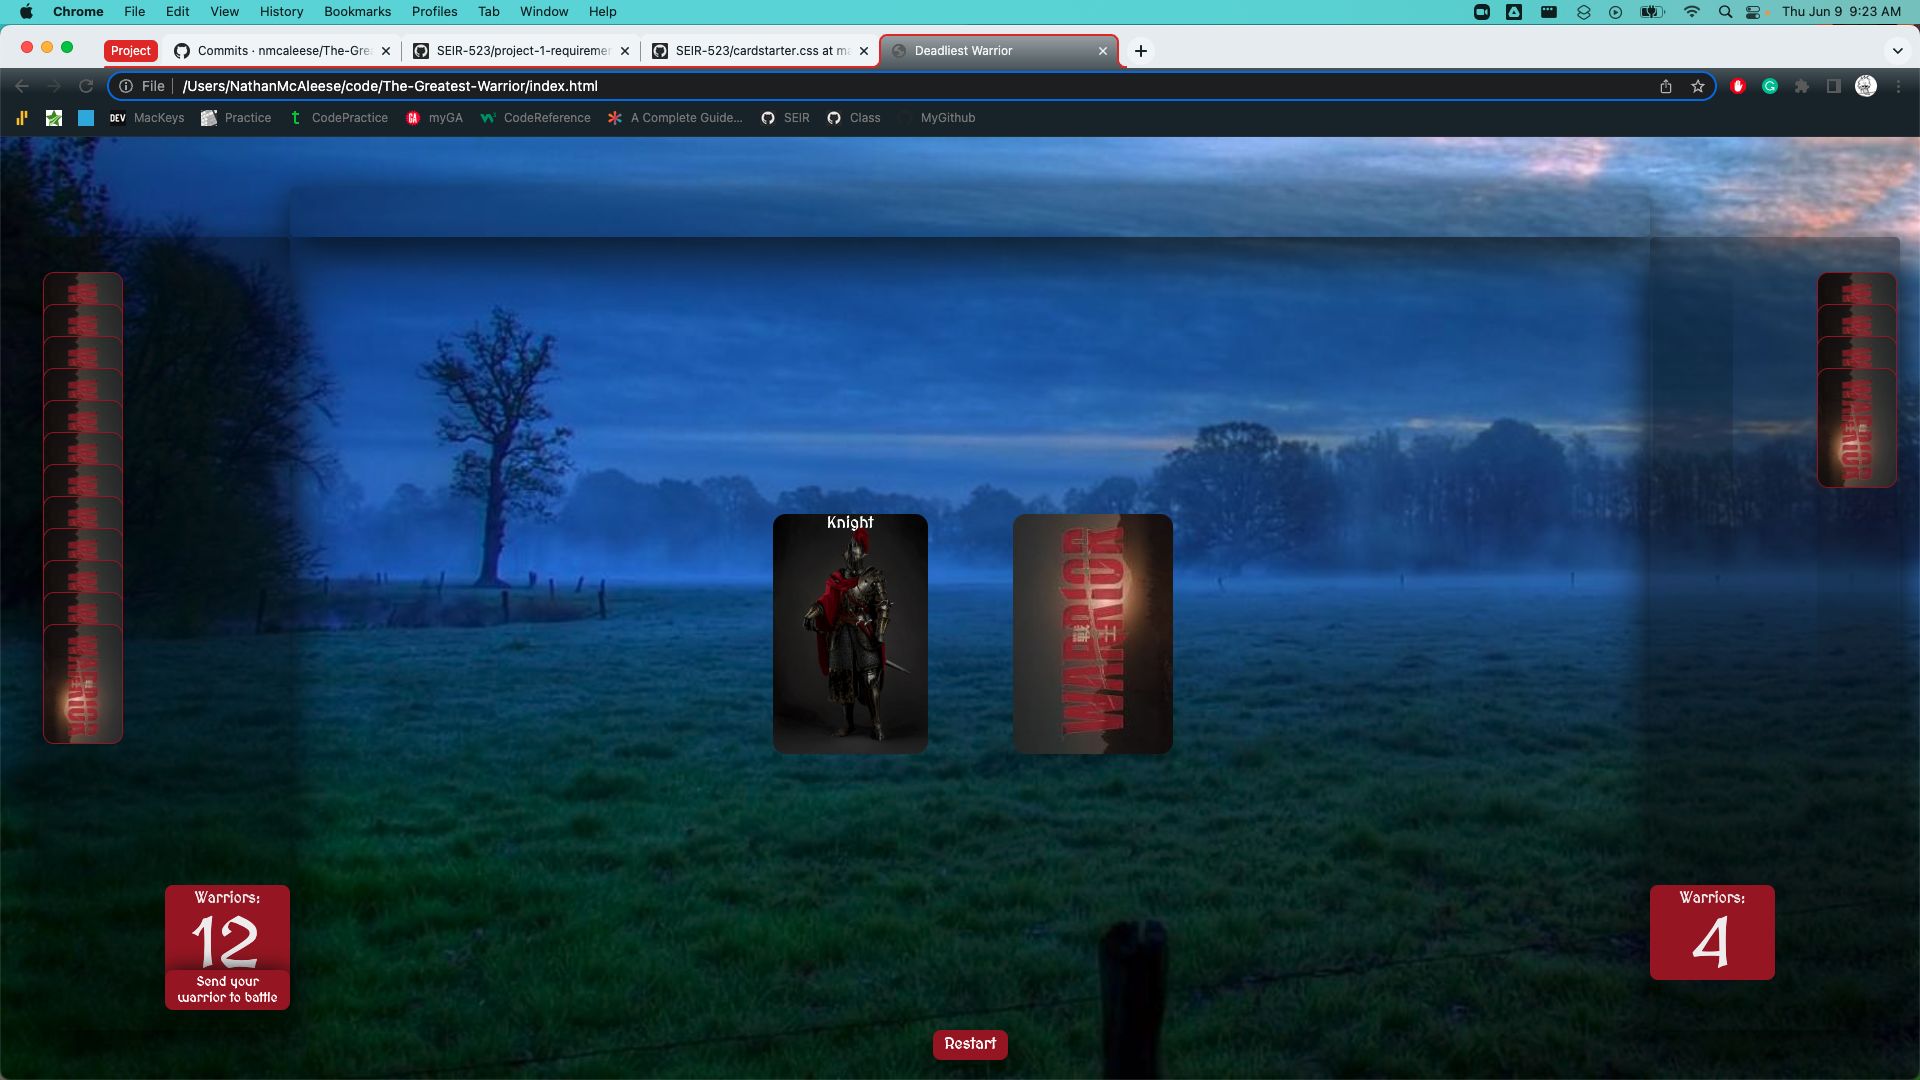 Chrome File Edit View History Bookmarks Profiles Tab Window Help Thu Jun 9 9:23 AM
Project Commits · nmcaleese/The-Grea SEIR-523/project-1-requiremer SEIR-523/cardstarter.css at ma Deadliest Warrior
File /Users/NathanMcAleese/code/The-Greatest-Warrior/index.html
DEV MacKeys Practice t CodePractice GA myGA CodeReference A Complete Guide... SEIR Class MyGithub
Knight
WARRIOR
Warriors:
12
Send your
warrior to battle
Warriors:
4
Restart